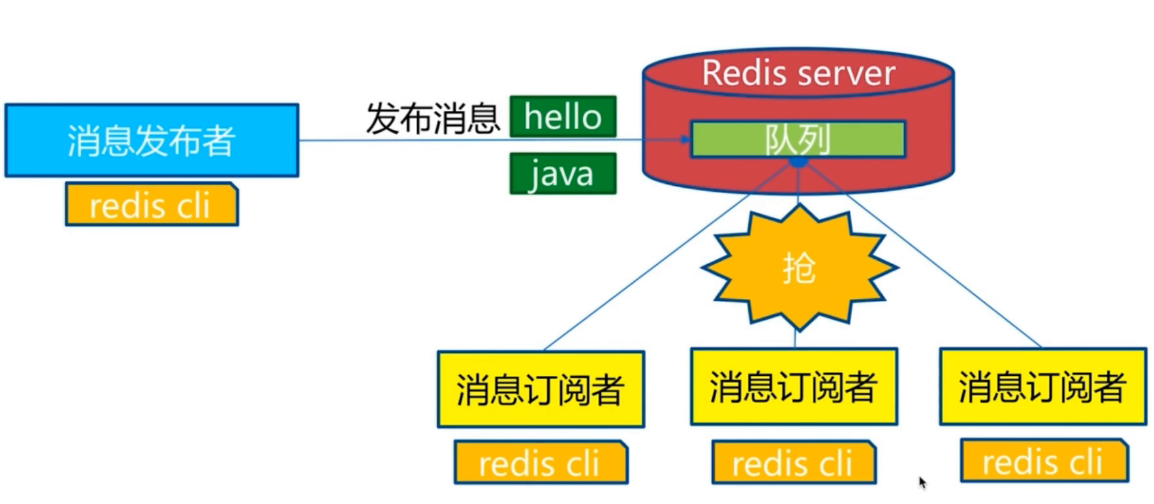 Redis server
发布消息
hello
消息发布者
队列
java
redis cli
抢
消息订阅者
消息订阅者
消息订阅者
redis cli
redis cli
redis cli